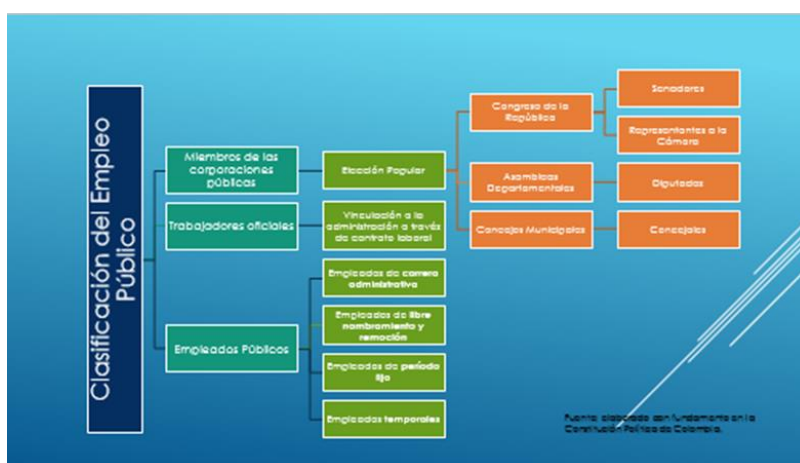 Clasificación del Empleo
Público
Miembros de las
corporaciones
públicas
Elección Popular
Congreso de la
República
Senadores
Representantes a la
Cámara
Asambleas
Departamentales
Diputados
Concejos Municipales
Concejales
Trabajadores oficiales
Vinculación a la
administración a través
de contrato laboral
Empleados Públicos
Empleados de carrera
administrativa
Empleados de libre
nombramiento y
remoción
Empleados de período
fijo
Empleados temporales
Fuente: elaborado con fundamento en la
Constitución Política de Colombia.